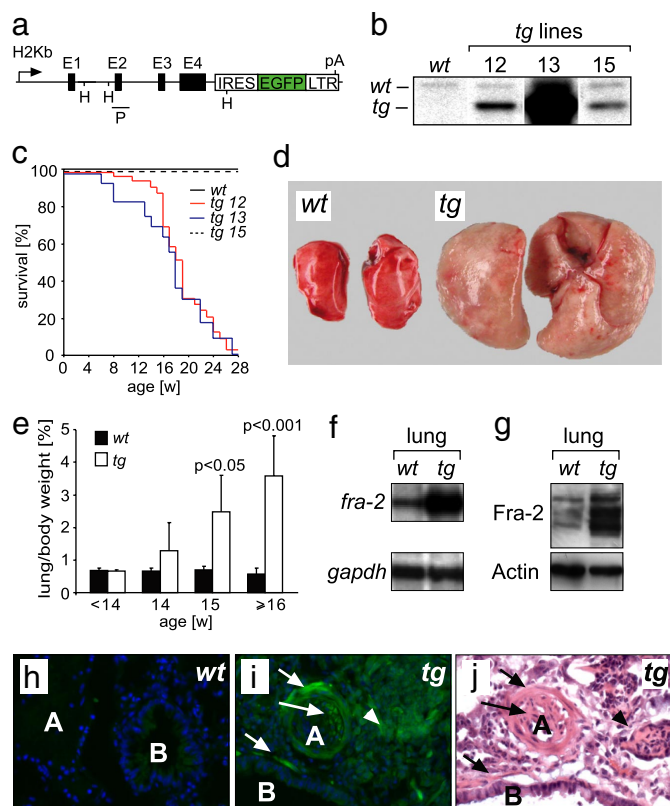 a
H2Kb
E1
E2
E3
E4
pA
IRES
EGFP
LTR
H
H
H
P
b
tg lines
wt
12
13
15
wt –
tg –
c
survival [%]
100
80
60
40
20
0
0 4 8 12 16 20 24 28
age [w]
wt
tg 12
tg 13
tg 15
d
wt
tg
e
lung/body weight [%]
5
4
3
2
1
0
wt
tg
p<0.05
p<0.001
<14 14 15 ⩾16
age [w]
f
lung
wt tg
fra-2
gapdh
g
lung
wt tg
Fra-2
Actin
h
wt
A
B
i
tg
A
B
j
tg
A
B